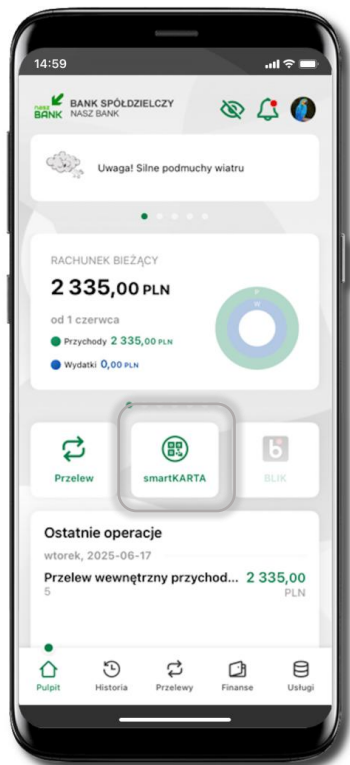 14:59
nasz BANK BANK SPÓŁDZIELCZY
NASZ BANK
Uwaga! Silne podmuchy wiatru
RACHUNEK BIEŻĄCY
2 335,00 PLN
od 1 czerwca
Przychody 2 335,00 PLN
Wydatki 0,00 PLN
P
W
Przelew smartKARTA BLIK
Ostatnie operacje
wtorek, 2025-06-17
Przelew wewnętrzny przychod... 2 335,00
5 PLN
Pulpit Historia Przelewy Finanse Usługi